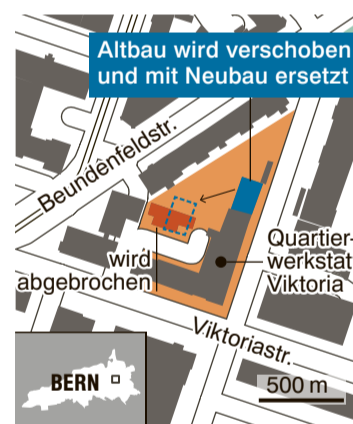 Altbau wird verschoben
und mit Neubau ersetzt
Beundenfeldstr.
wird
abgebrochen
Quartier-
werkstat
Viktoria
Viktoriastr.
BERN
500 m